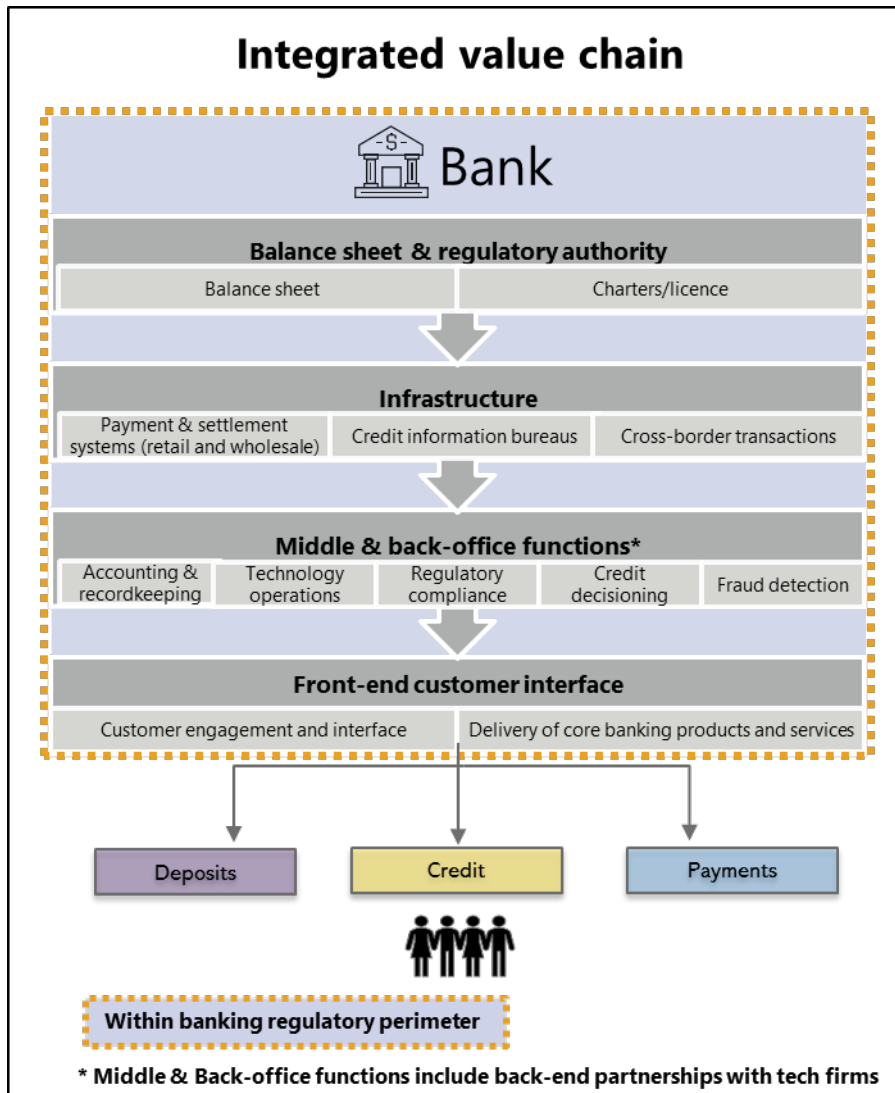 Integrated value chain
-$-
Bank
Balance sheet & regulatory authority
Balance sheet
Charters/licence
Infrastructure
Payment & settlement
systems (retail and wholesale)
Credit information bureaus
Cross-border transactions
Middle & back-office functions*
Accounting &
recordkeeping
Technology
operations
Regulatory
compliance
Credit
decisioning
Fraud detection
Front-end customer interface
Customer engagement and interface
Delivery of core banking products and services
Deposits
Credit
Payments
Within banking regulatory perimeter
* Middle & Back-office functions include back-end partnerships with tech firms